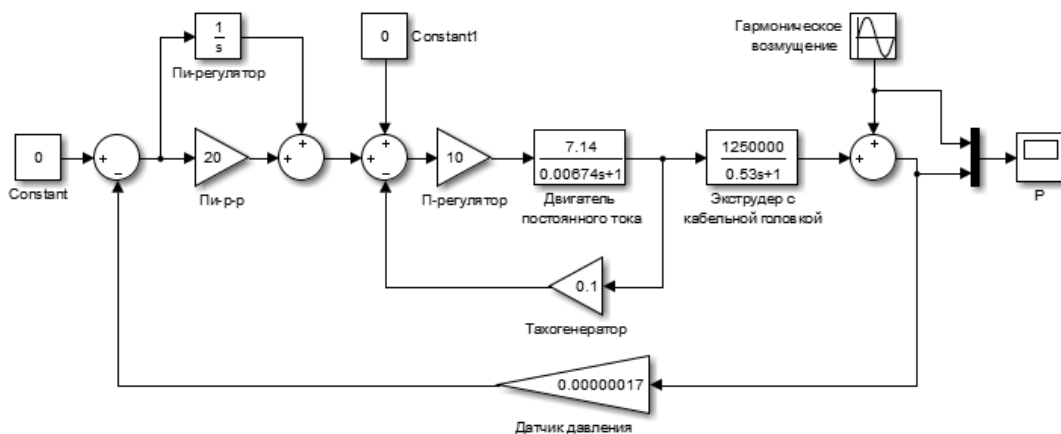 Гармоническое
возмущение
1
s
0
Constant1
Пи-регулятор
0
Constant
20
Пи-р-р
10
П-регулятор
7.14
0.00674s+1
Двигатель
постоянного тока
1250000
0.53s+1
Экструдер с
кабельной головкой
P
0.1
Тахогенератор
0.00000017
Датчик давления